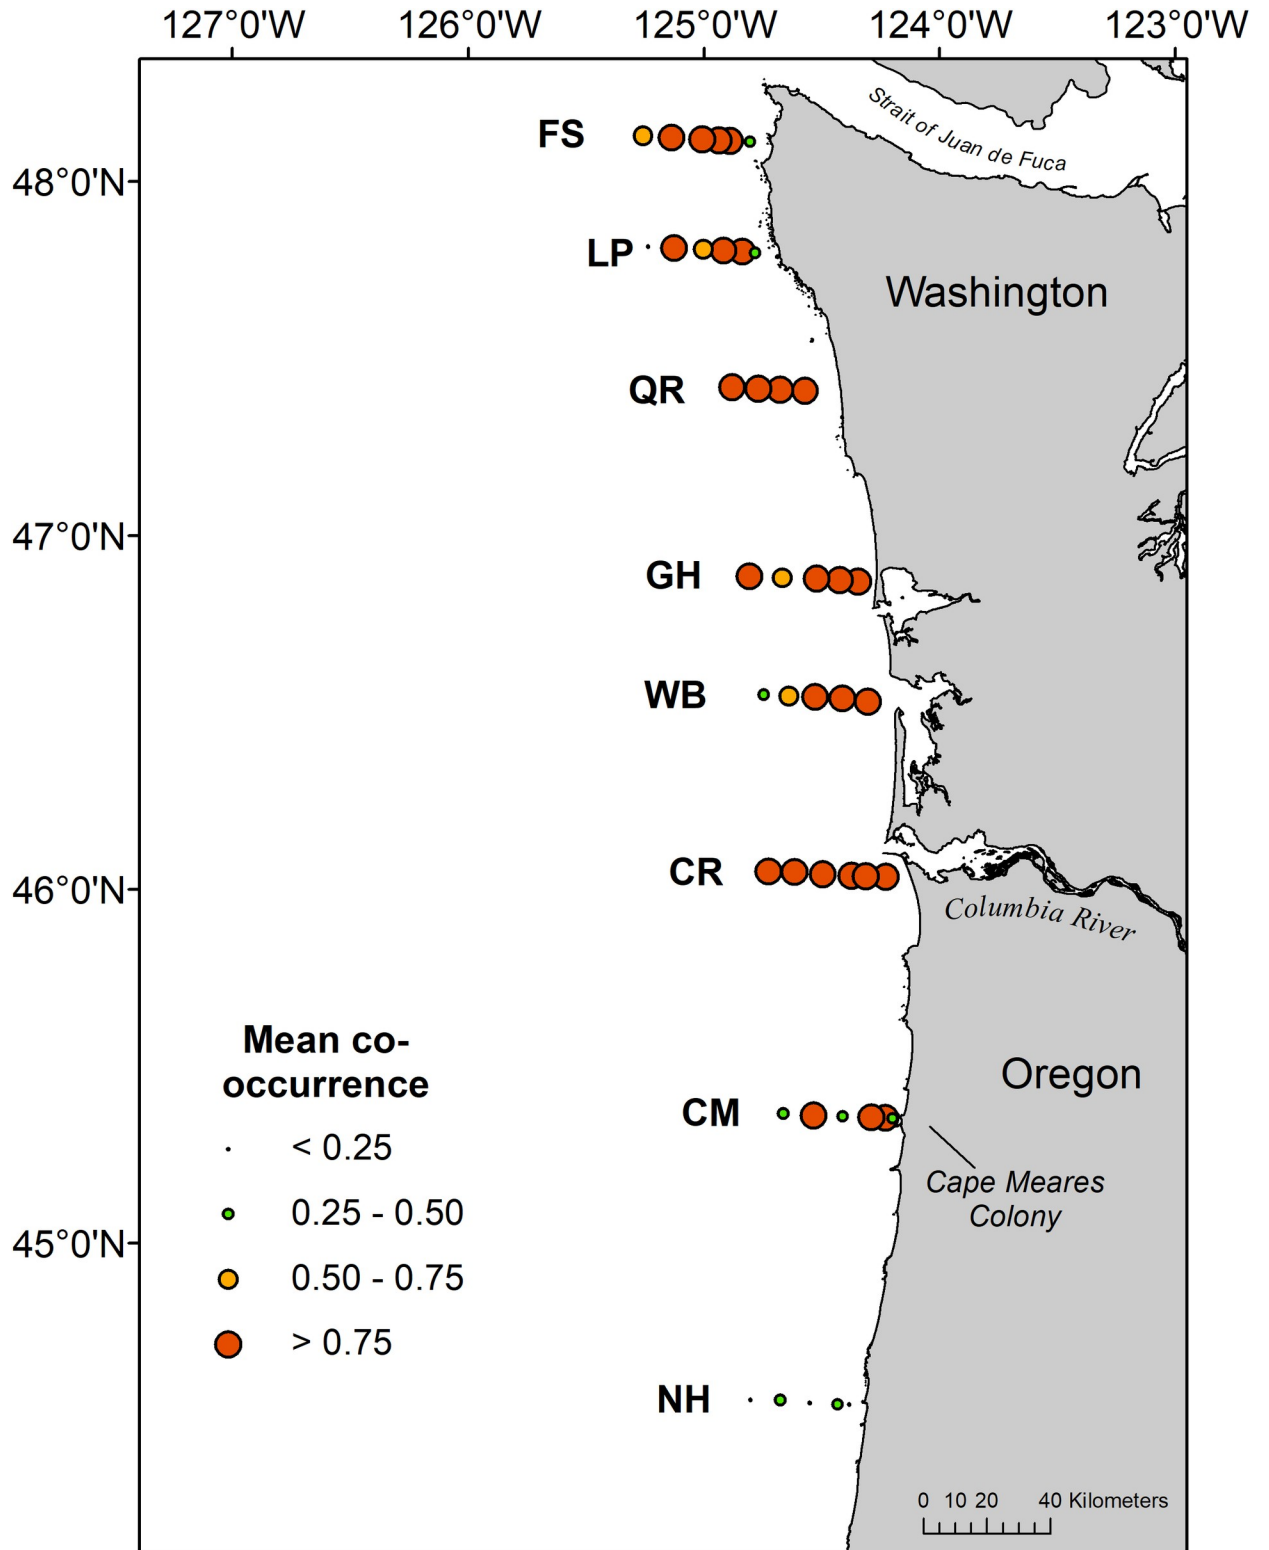 127°0'W 126°0'W 125°0'W 124°0'W 123°0'W
Strait of Juan de Fuca
FS
48°0'N
LP
Washington
QR
47°0'N
GH
WB
CR
46°0'N
Columbia River
Mean co-
occurrence
< 0.25
0.25 - 0.50
0.50 - 0.75
> 0.75
Oregon
CM
Cape Meares
Colony
45°0'N
NH
0 10 20 40 Kilometers